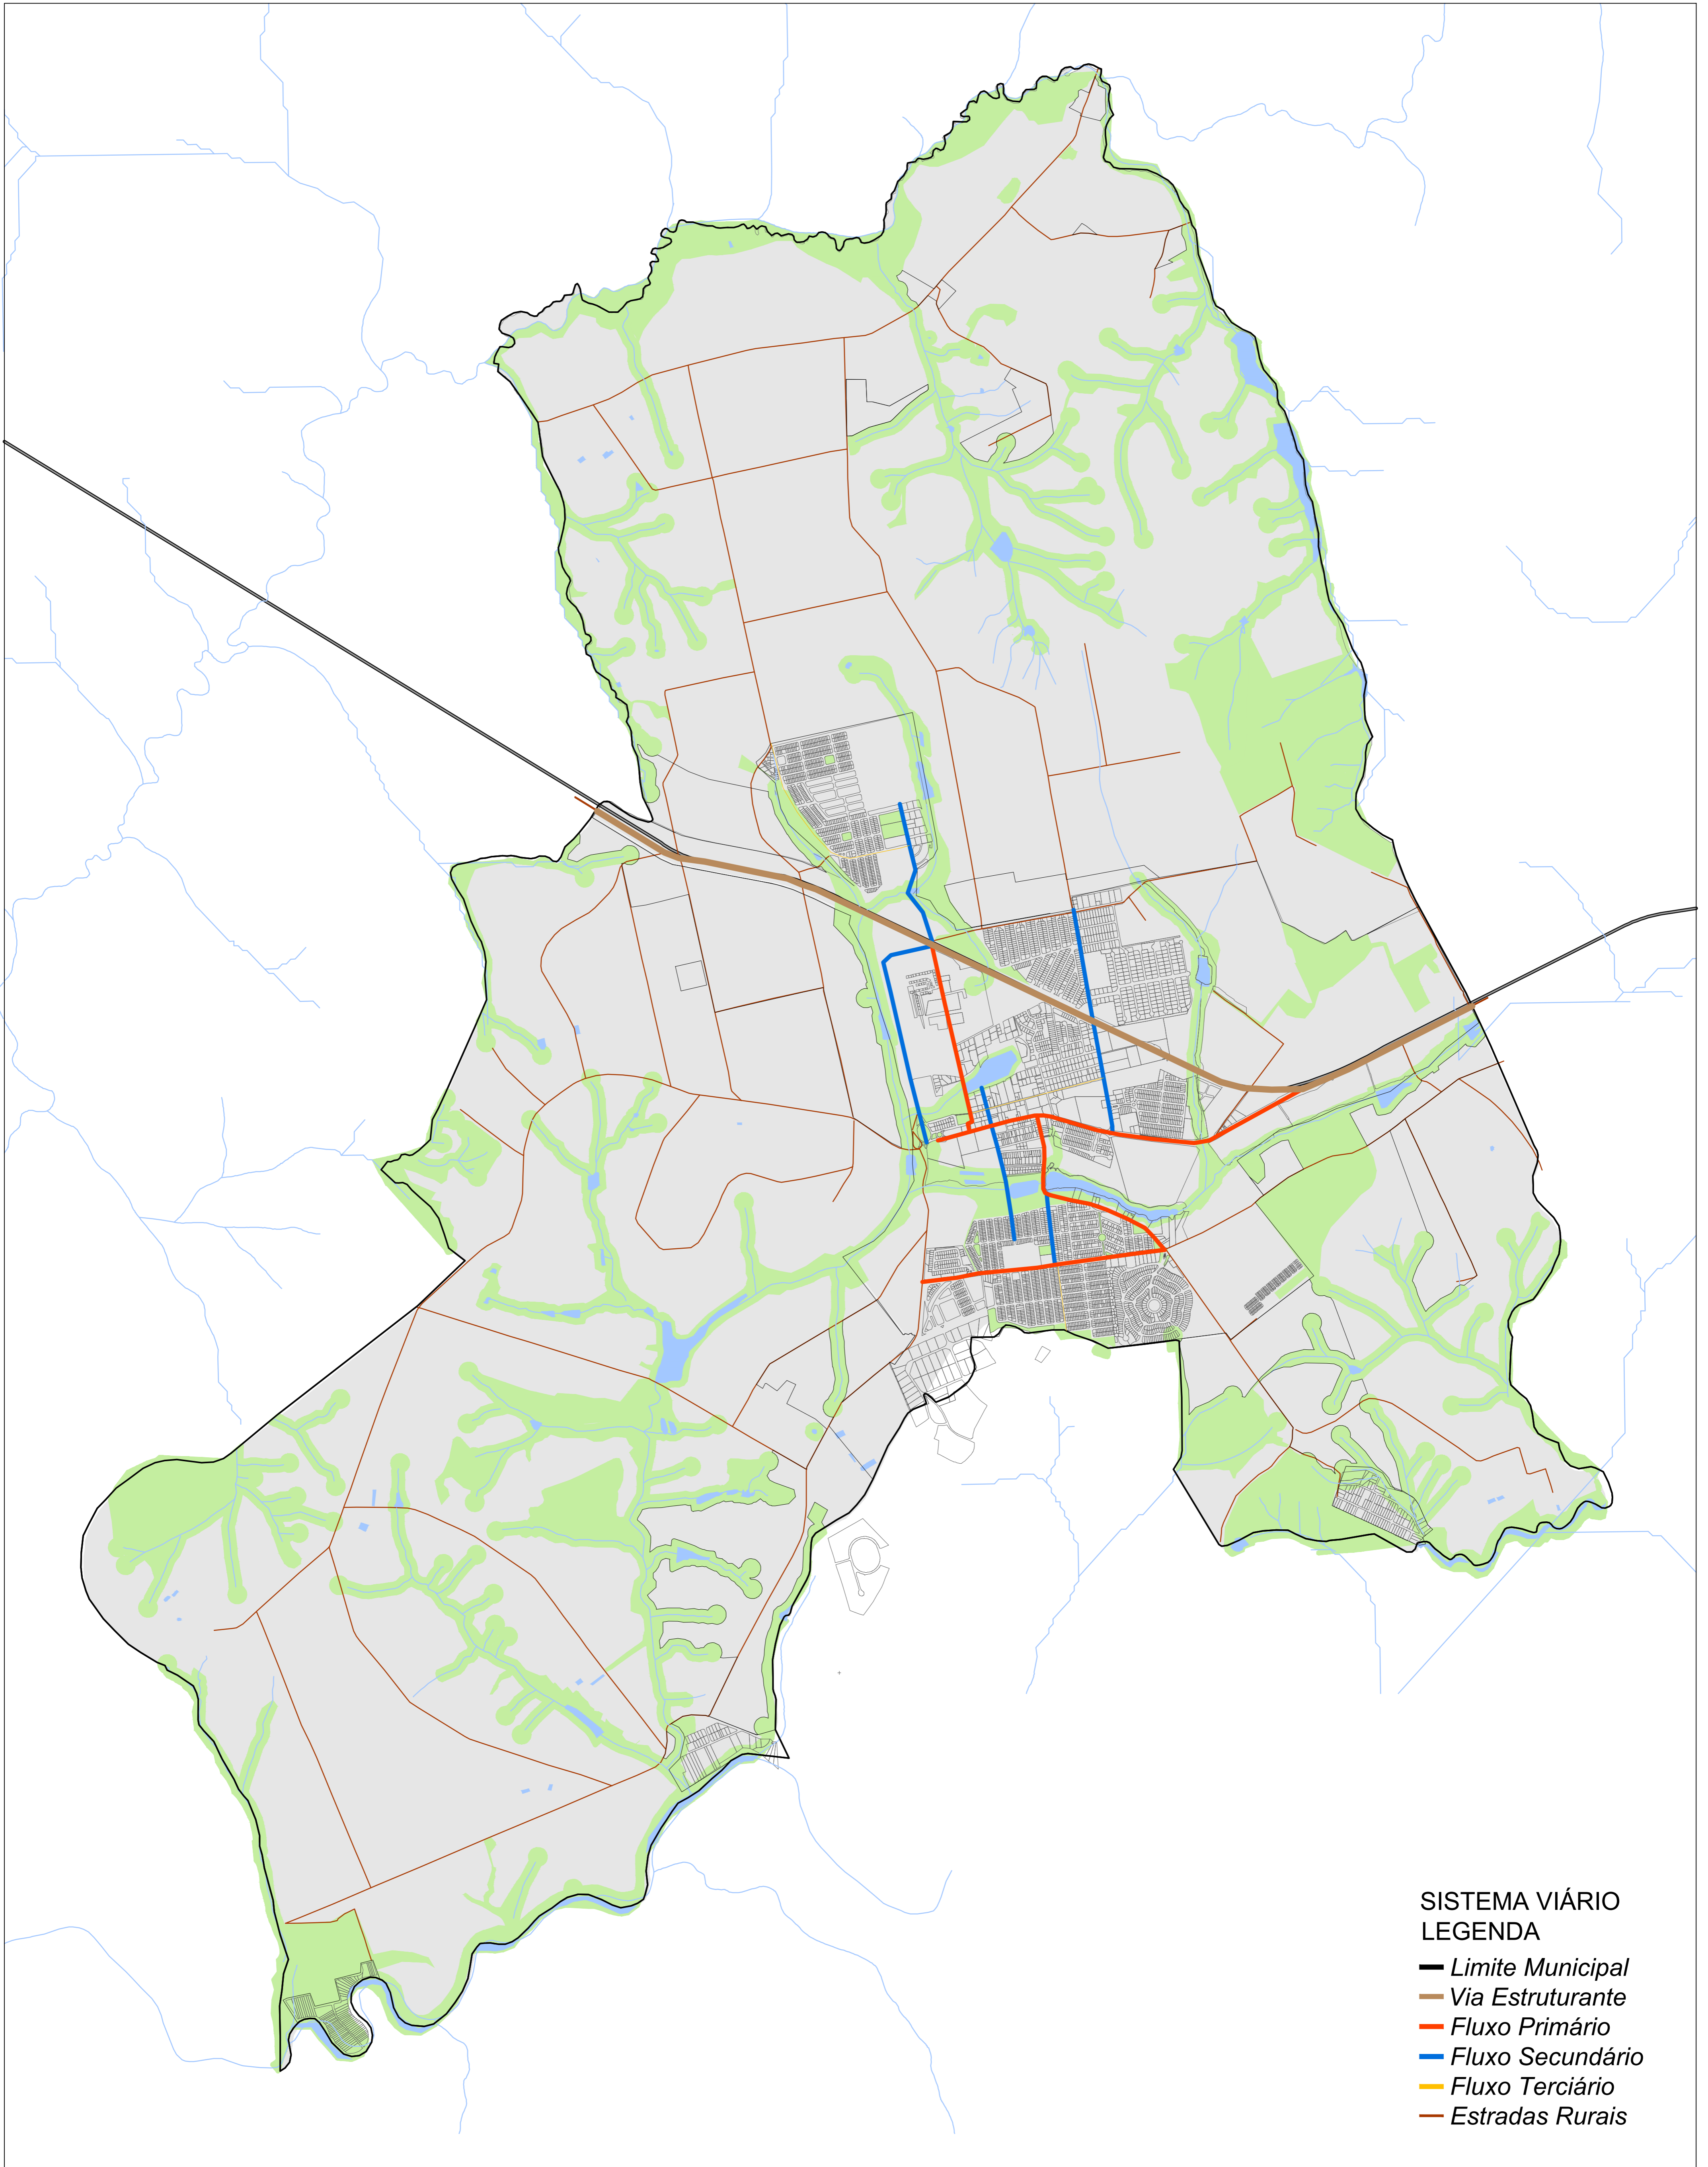 SISTEMA VIÁRIO
LEGENDA
Limite Municipal
Via Estruturante
Fluxo Primário
Fluxo Secundário
Fluxo Terciário
Estradas Rurais